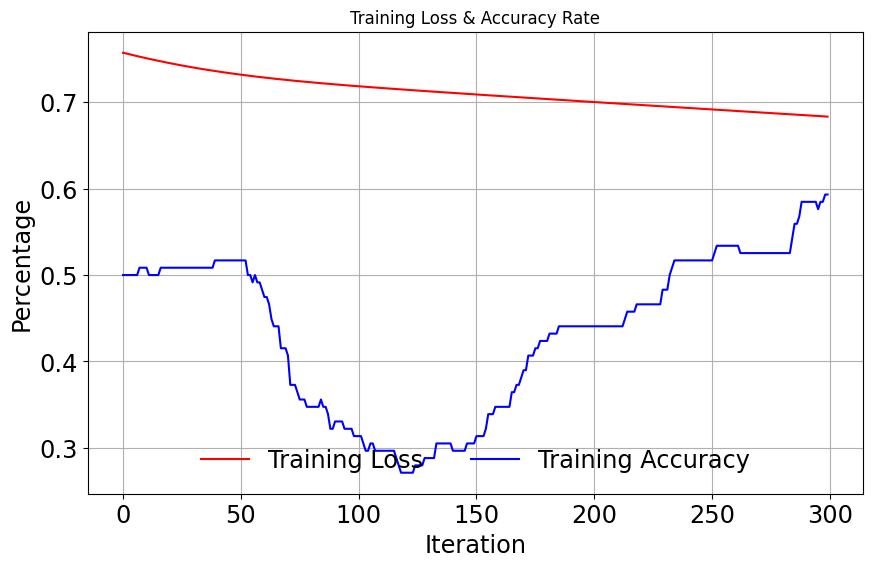 Training Loss & Accuracy Rate
Percentage
0.7
0.6
0.5
0.4
0.3
Training Loss Training Accuracy
0 50 100 150 200 250 300
Iteration